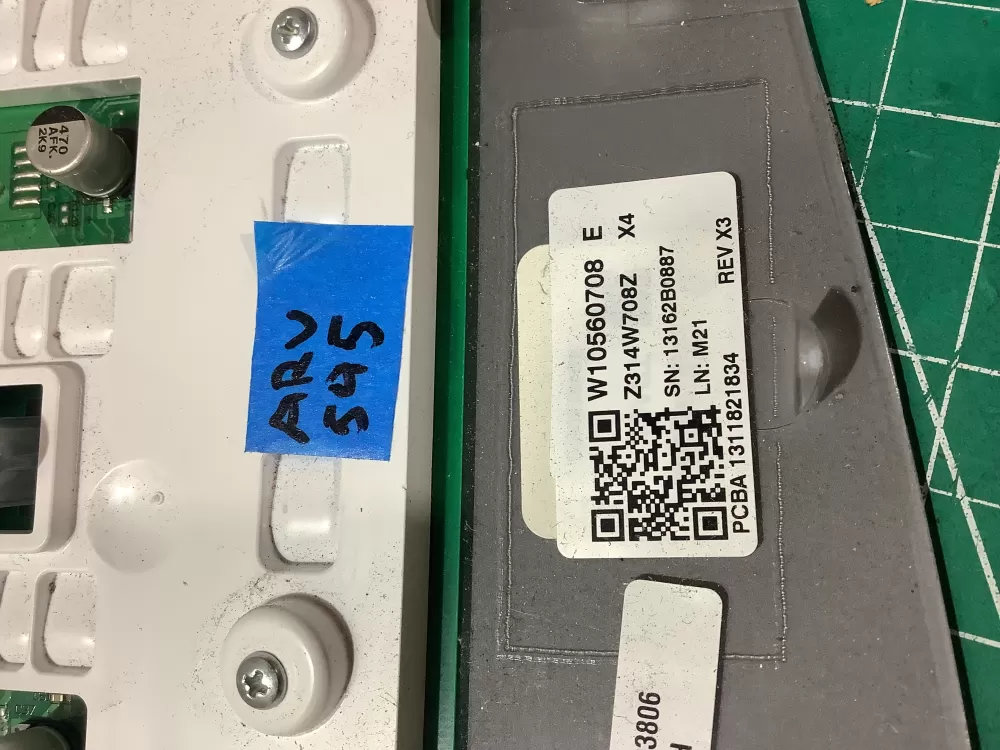 470
AFK.
2K9
ARV
545
W10560708 E
Z314W708Z X4
SN: 13162B0887
LN: M21 REV X3
PCBA 1311821834
3806
H